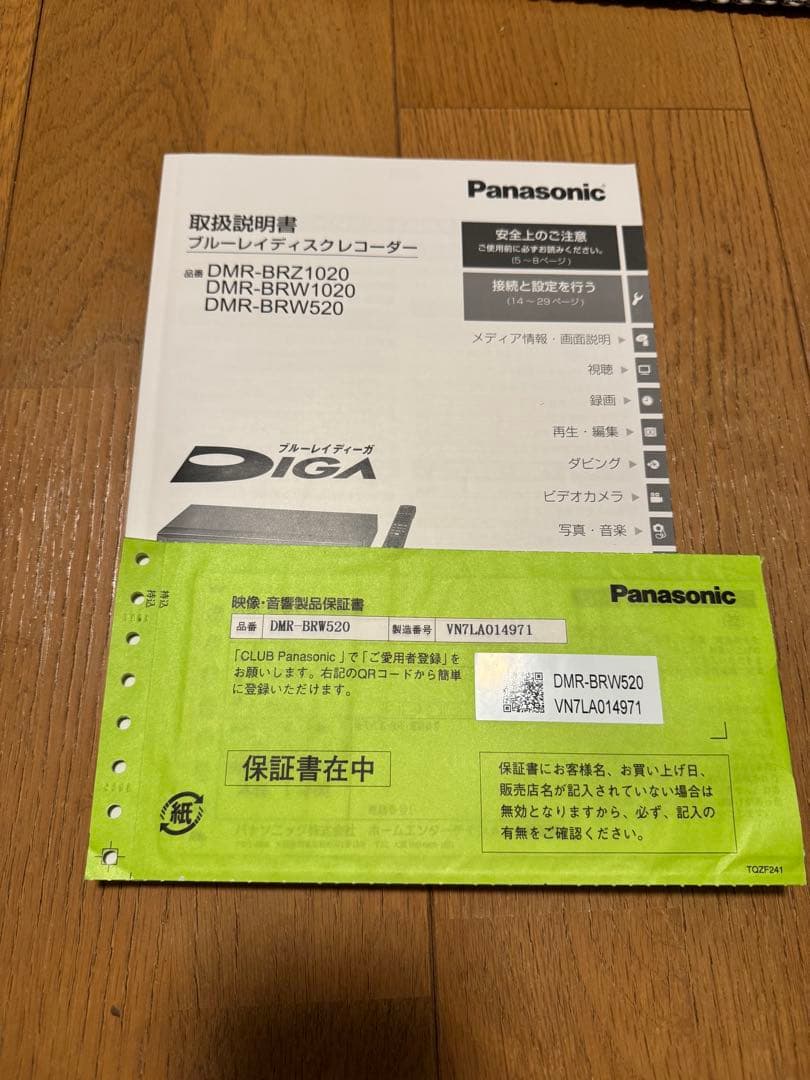 Panasonic
取扱説明書
ブルーレイディスクレコーダー
品番 DMR-BRZ1020
DMR-BRW1020
DMR-BRW520
安全上のご注意
ご使用前に必ずお読みください。
(5～8ページ)
接続と設定を行う
(14～29ページ)
メディア情報・画面説明 ▶
視聴 ▶
録画 ▶
再生・編集 ▶
ダビング ▶
ビデオカメラ ▶
写真・音楽 ▶
ブルーレイディーガ
DIGA
Panasonic
持込
持込
映像・音響製品保証書
品番 DMR-BRW520 製造番号 VN7LA014971
「CLUB Panasonic」で「ご愛用者登録」を
お願いします。右記のQRコードから簡単
に登録いただけます。
DMR-BRW520
VN7LA014971
保証書在中
紙
保証書にお客様名、お買い上げ日、
販売店名が記入されていない場合は
無効となりますから、必ず、記入の
有無をご確認ください。
TQZF241